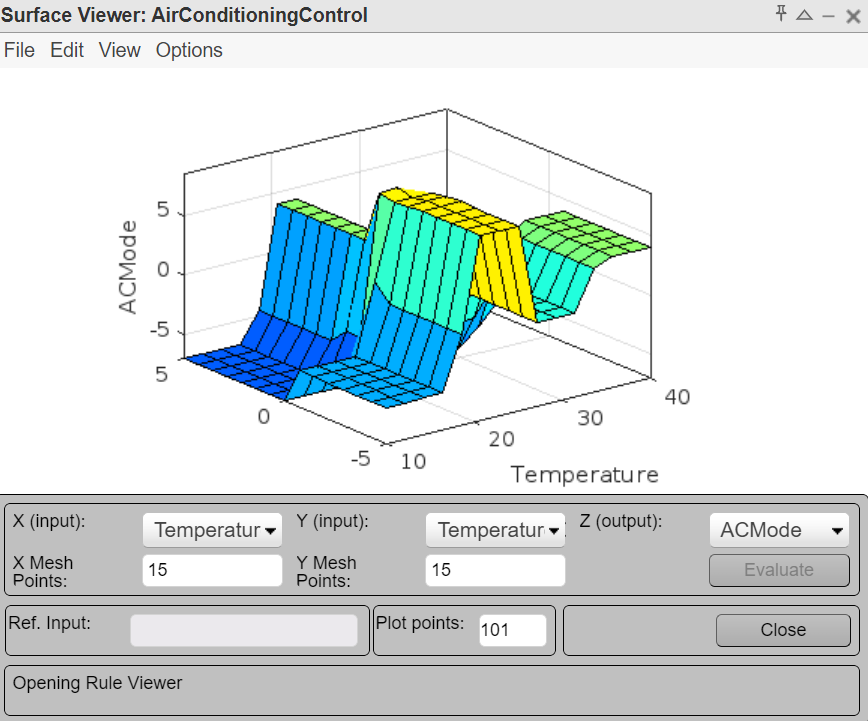 Surface Viewer: AirConditioningControl
File Edit View Options
5
0
-5
ACMode
5
0
-5
10
20
30
40
Temperature
X (input):
Temperatur
Y (input):
Temperatur
Z (output):
ACMode
X Mesh
Points:
15
Y Mesh
Points:
15
Evaluate
Ref. Input:
Plot points:
101
Close
Opening Rule Viewer